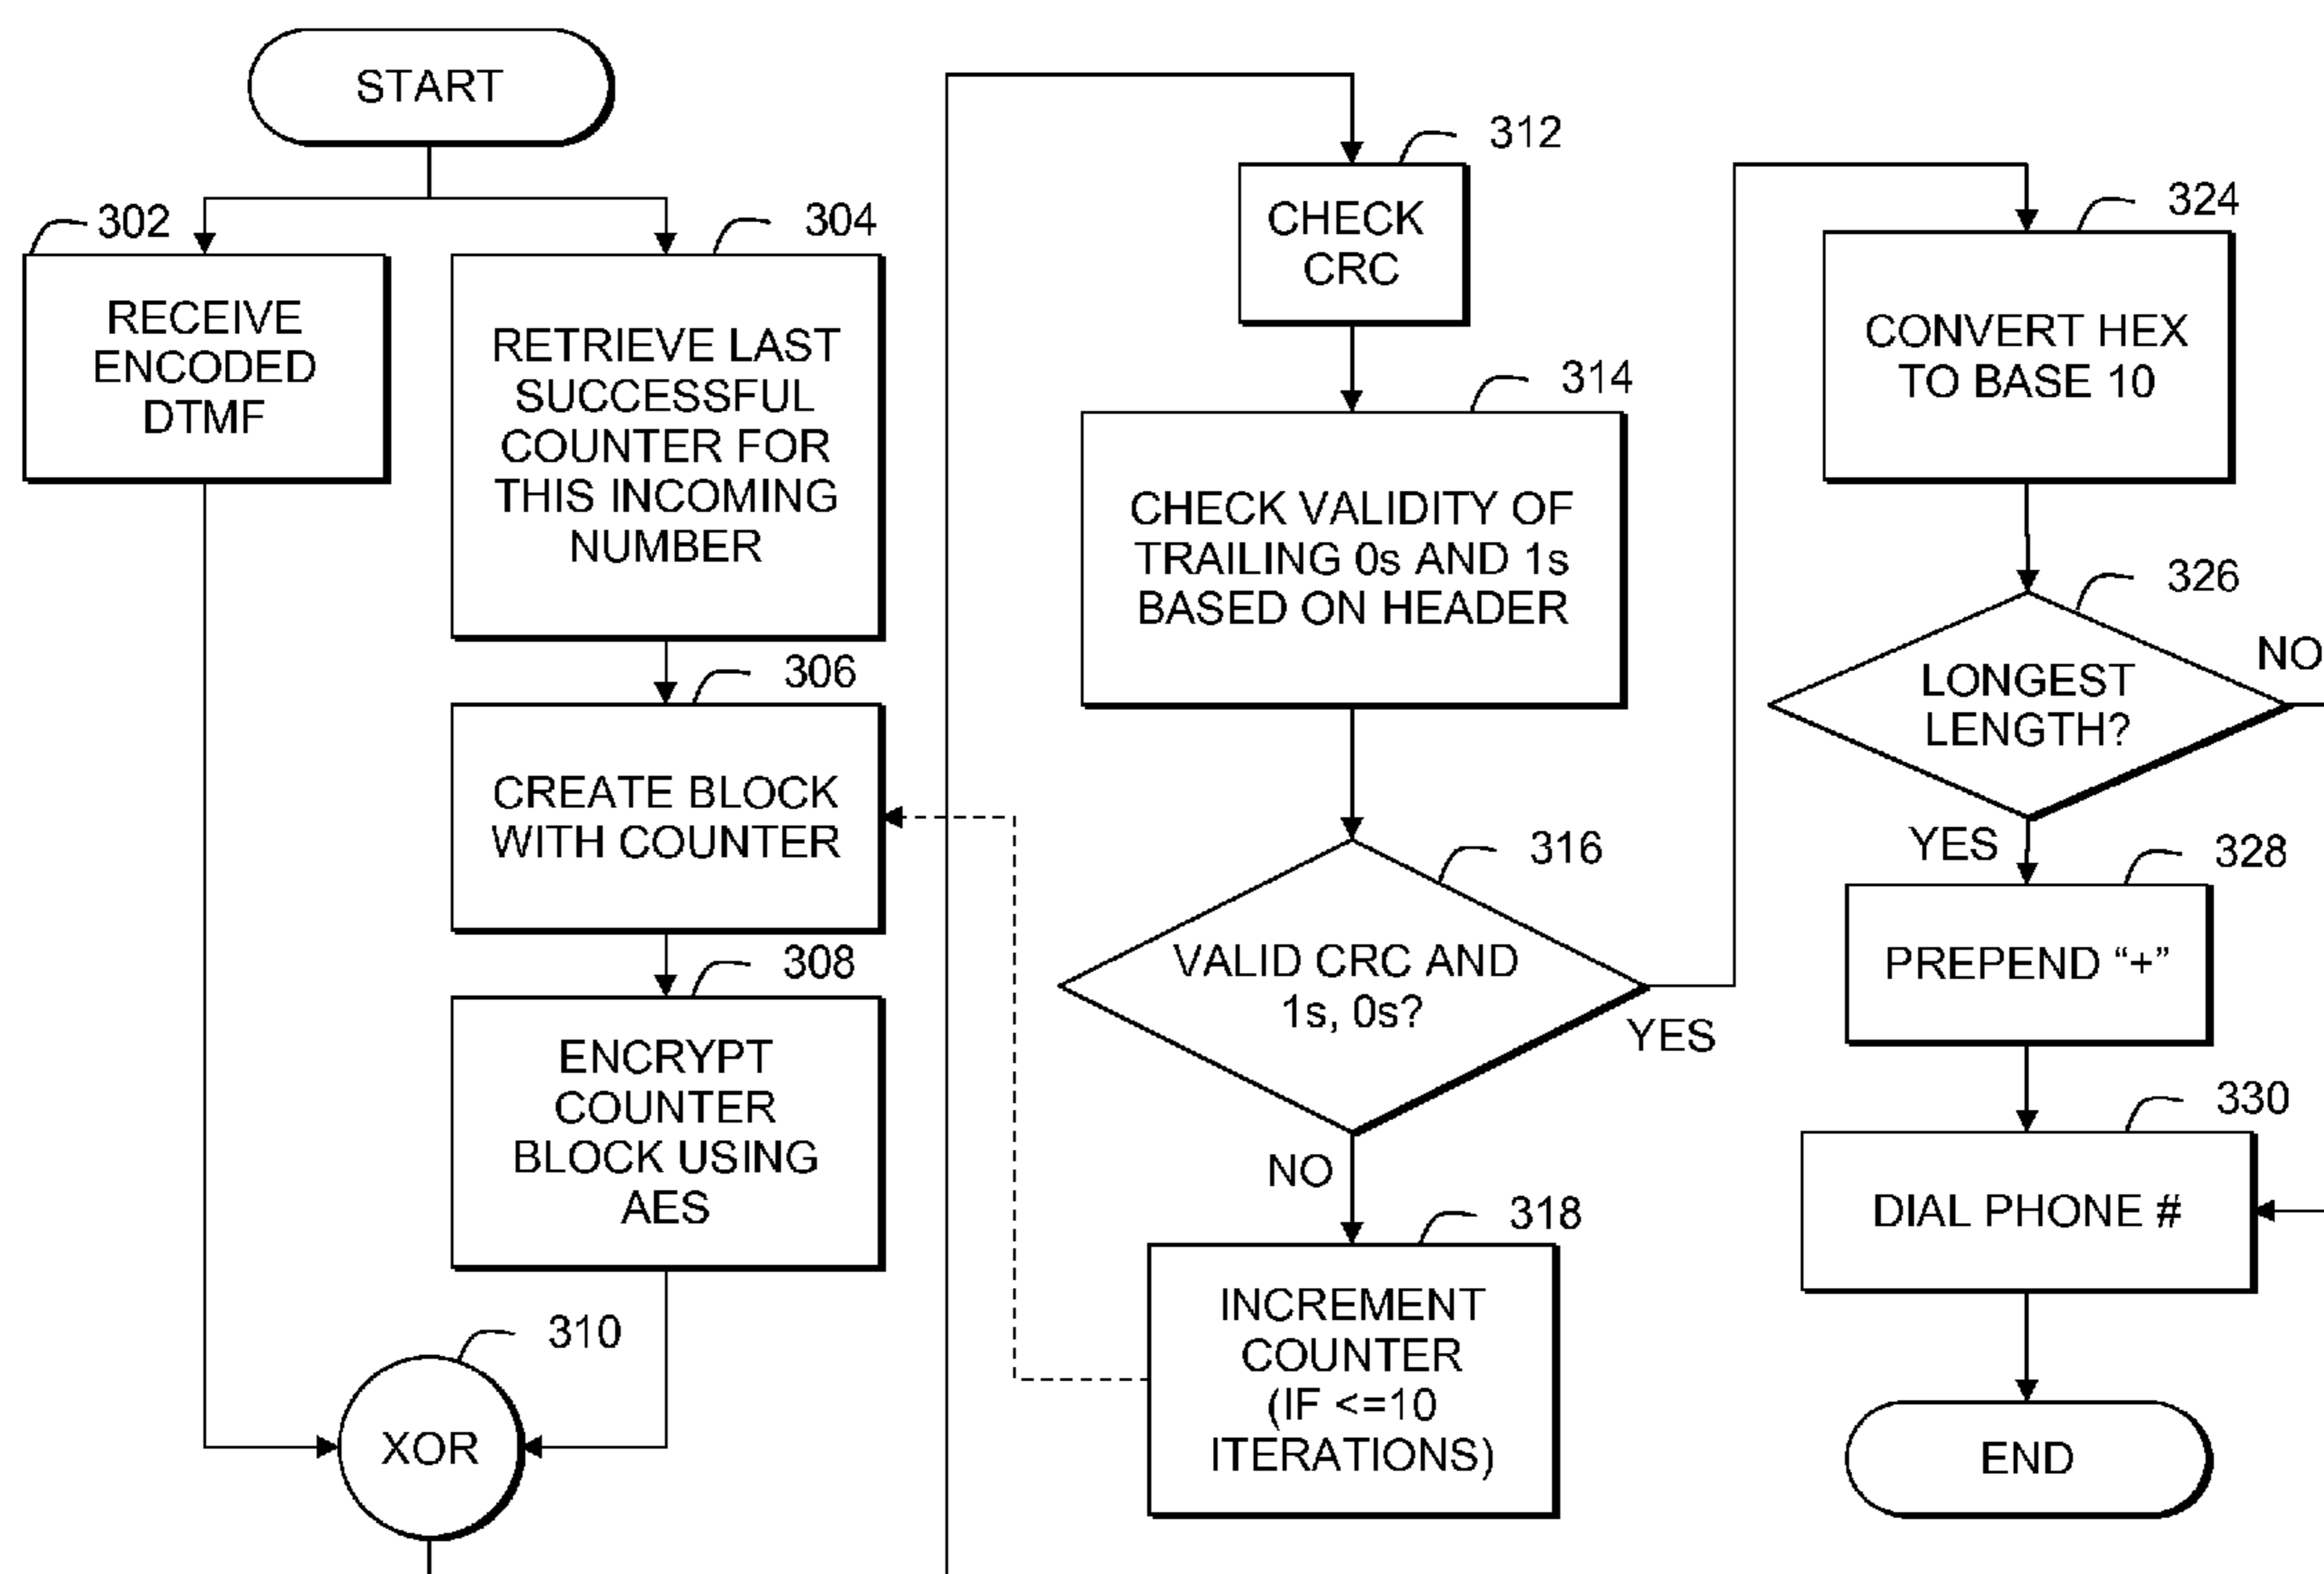 START
302
RECEIVE
ENCODED
DTMF
304
RETRIEVE LAST
SUCCESSFUL
COUNTER FOR
THIS INCOMING
NUMBER
306
CREATE BLOCK
WITH COUNTER
308
ENCRYPT
COUNTER
BLOCK USING
AES
310
XOR
312
CHECK
CRC
314
CHECK VALIDITY OF
TRAILING 0s AND 1s
BASED ON HEADER
316
VALID CRC AND
1s, 0s?
YES
NO
318
INCREMENT
COUNTER
(IF <=10
ITERATIONS)
324
CONVERT HEX
TO BASE 10
326
LONGEST
LENGTH?
NO
YES
328
PREPEND “+”
330
DIAL PHONE #
END